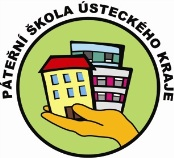 PÁTEŘNÍ ŠKOLA ÚSTECKÉHO KRAJE